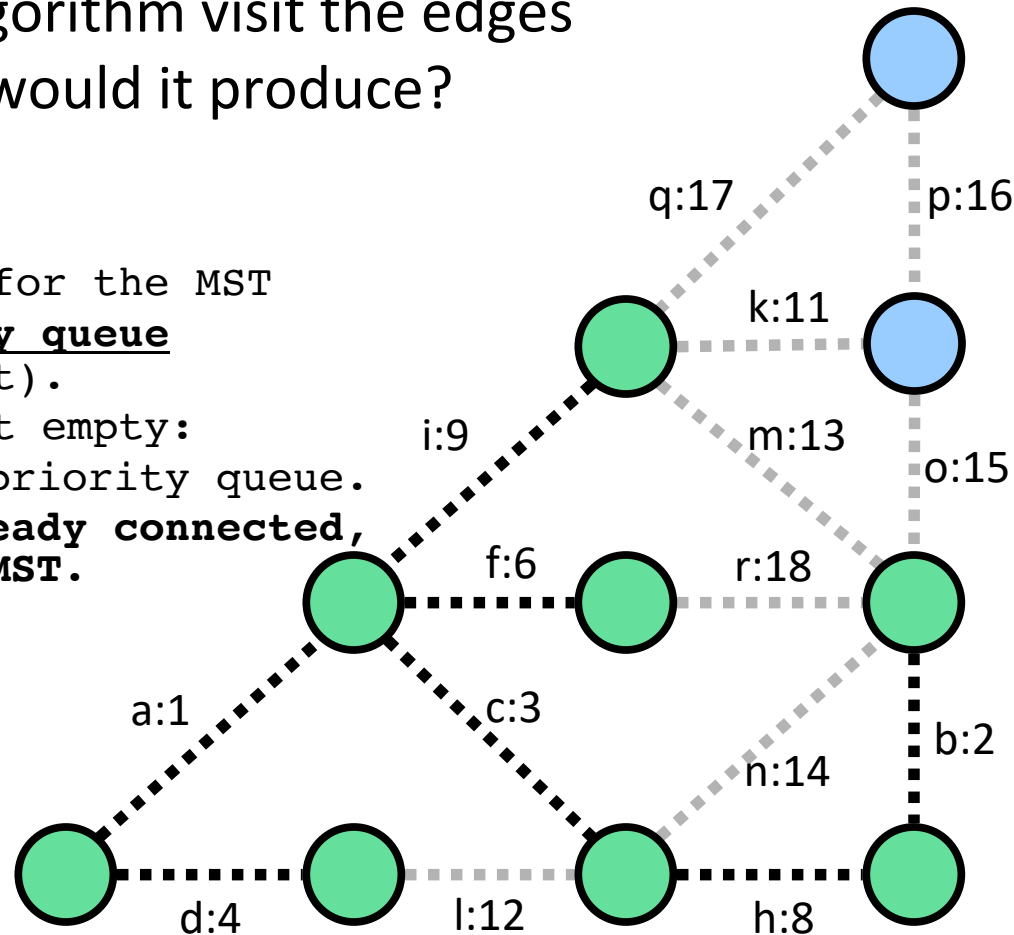 gorithm visit the edges
would it produce?
q:17
p:16
for the MST
k:11
y queue
t).
t empty:
i:9
m:13
priority queue.
o:15
eady connected,
MST.
f:6
r:18
a:1
c:3
b:2
n:14
d:4
l:12
h:8